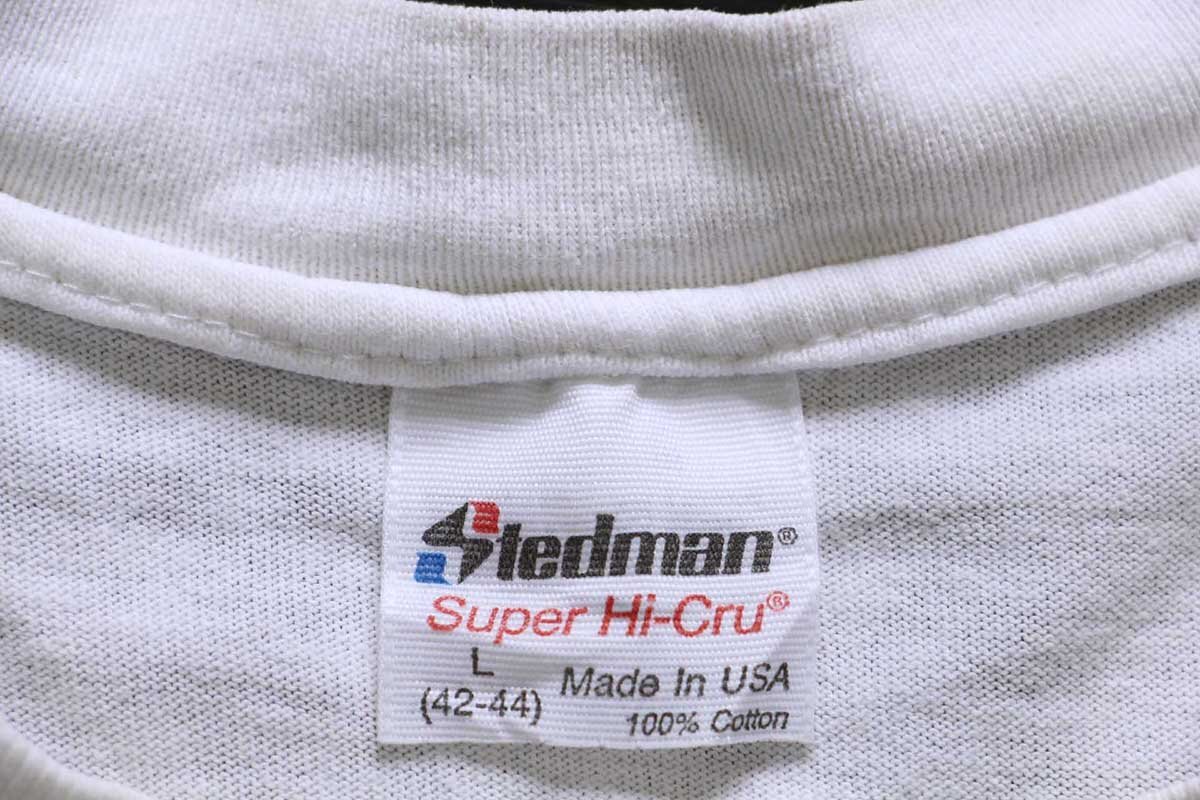 Stedman®
Super Hi-Cru®
L
(42-44)
Made In USA
100% Cotton